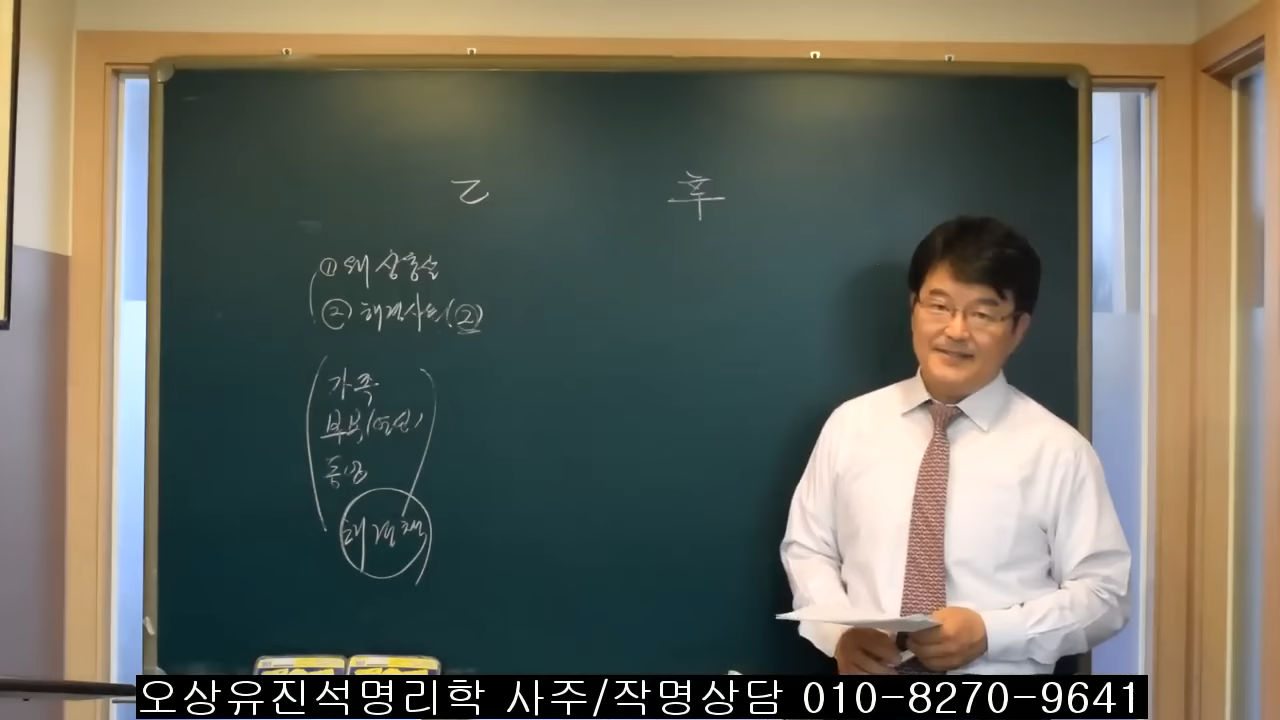 乙 辛
① 왜 상충살
② 해결사의 (②)
가족
부부(연인)
동양
해결책
오상유진석명리학 사주/작명상담 010-8270-9641